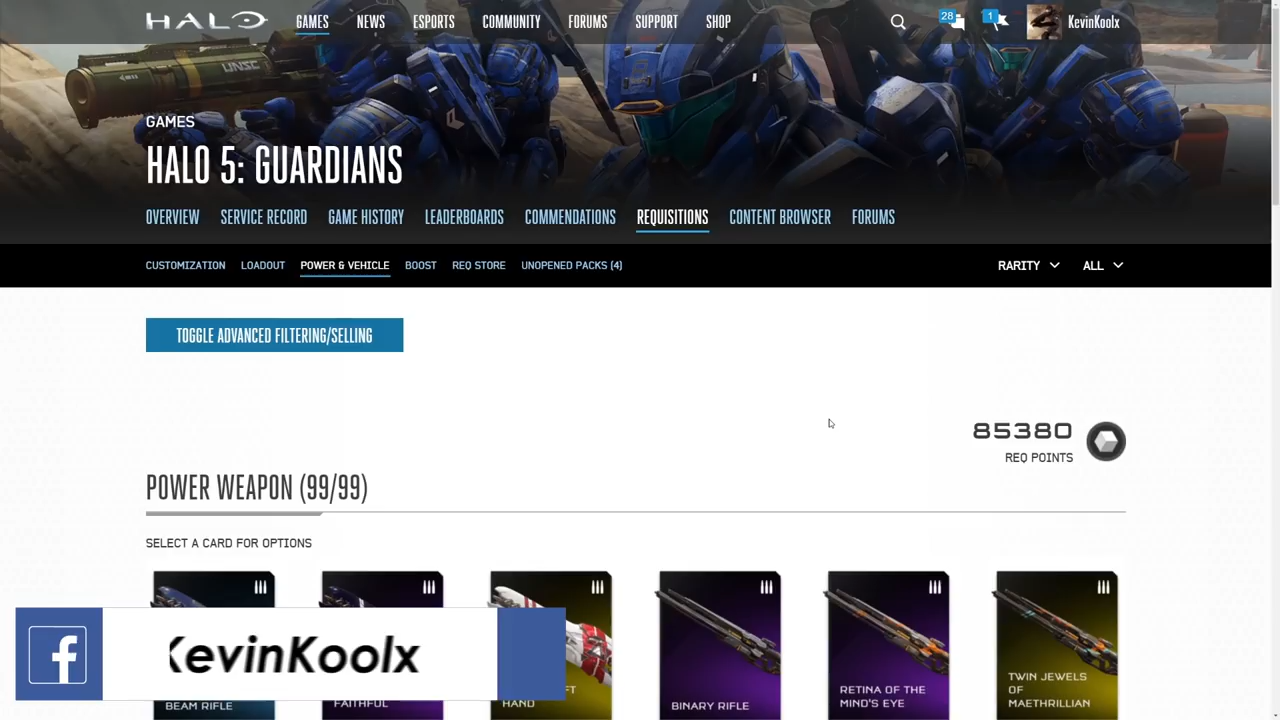 HALO GAMES NEWS ESPORTS COMMUNITY FORUMS SUPPORT SHOP 28 1 KevinKoolx
UNSC
GAMES
HALO 5: GUARDIANS
OVERVIEW SERVICE RECORD GAME HISTORY LEADERBOARDS COMMENDATIONS REQUISITIONS CONTENT BROWSER FORUMS
CUSTOMIZATION LOADOUT POWER & VEHICLE BOOST REQ STORE UNOPENED PACKS (4) RARITY ALL
TOGGLE ADVANCED FILTERING/SELLING
85380
REQ POINTS
POWER WEAPON (99/99)
SELECT A CARD FOR OPTIONS
KevinKoolx
BEAM RIFLE
FAITHFUL
HAND
BINARY RIFLE
RETINA OF THE
MIND'S EYE
TWIN JEWELS
OF
MAETHRILLIAN